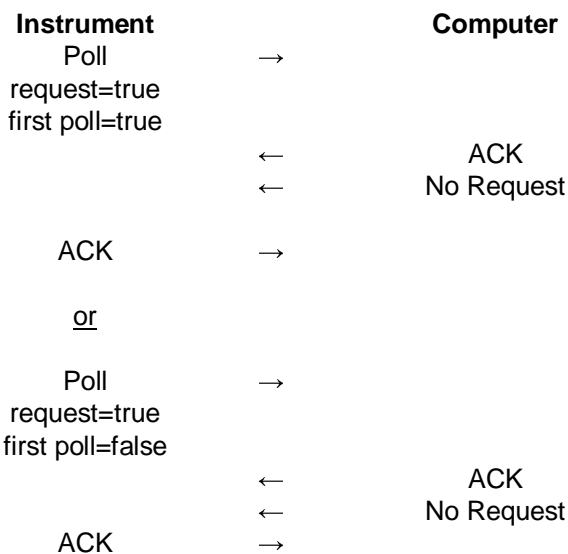 Instrument Computer
Poll →
request=true
first poll=true
← ACK
← No Request
ACK →
or
Poll →
request=true
first poll=false
← ACK
← No Request
ACK →